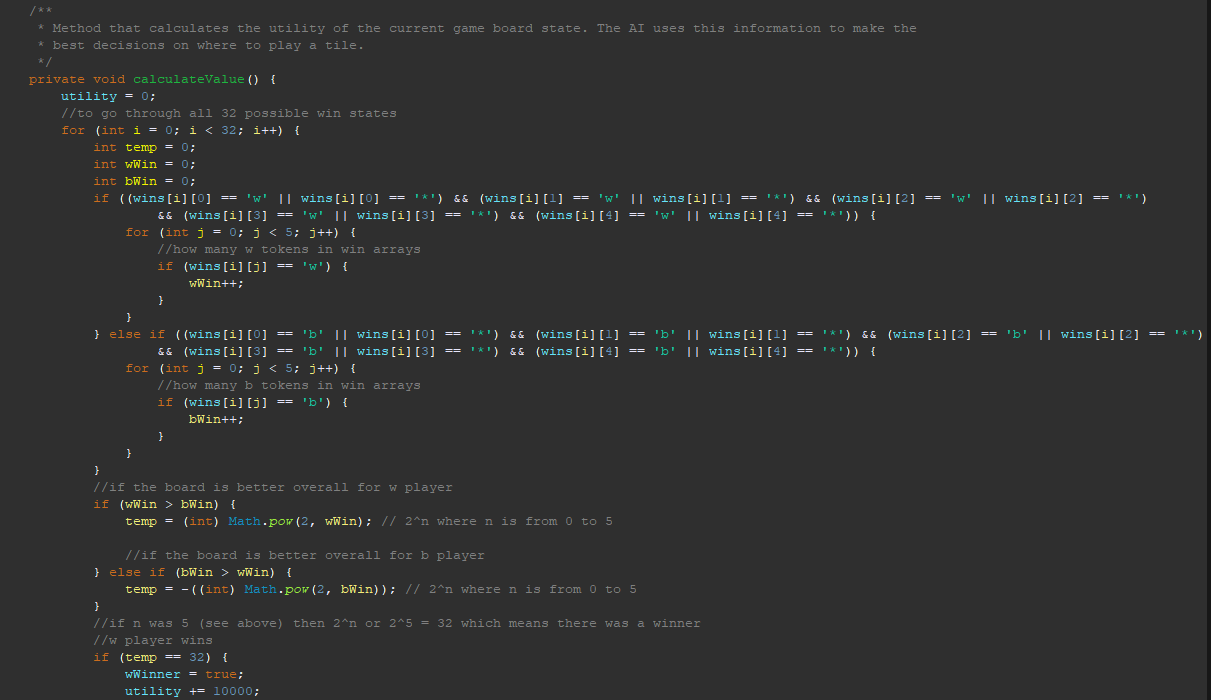 /**
 * Method that calculates the utility of the current game board state. The AI uses this information to make the
 * best decisions on where to play a tile.
 */
private void calculateValue() {
    utility = 0;
    //to go through all 32 possible win states
    for (int i = 0; i < 32; i++) {
        int temp = 0;
        int wWin = 0;
        int bWin = 0;
        if ((wins[i][0] == 'w' || wins[i][0] == '*') && (wins[i][1] == 'w' || wins[i][1] == '*') && (wins[i][2] == 'w' || wins[i][2] == '*')
                && (wins[i][3] == 'w' || wins[i][3] == '*') && (wins[i][4] == 'w' || wins[i][4] == '*')) {
            for (int j = 0; j < 5; j++) {
                //how many w tokens in win arrays
                if (wins[i][j] == 'w') {
                    wWin++;
                }
            }
        } else if ((wins[i][0] == 'b' || wins[i][0] == '*') && (wins[i][1] == 'b' || wins[i][1] == '*') && (wins[i][2] == 'b' || wins[i][2] == '*')
                && (wins[i][3] == 'b' || wins[i][3] == '*') && (wins[i][4] == 'b' || wins[i][4] == '*')) {
            for (int j = 0; j < 5; j++) {
                //how many b tokens in win arrays
                if (wins[i][j] == 'b') {
                    bWin++;
                }
            }
        }
        //if the board is better overall for w player
        if (wWin > bWin) {
            temp = (int) Math.pow(2, wWin); // 2^n where n is from 0 to 5
            //if the board is better overall for b player
        } else if (bWin > wWin) {
            temp = -((int) Math.pow(2, bWin)); // 2^n where n is from 0 to 5
        }
        //if n was 5 (see above) then 2^n or 2^5 = 32 which means there was a winner
        //w player wins
        if (temp == 32) {
            wWinner = true;
            utility += 10000;